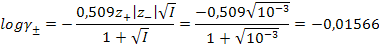 logγ± = − 0,509z₊|z₋|√I / 1 + √I = −0,509√10⁻³ / 1 + √10⁻³ = −0,01566